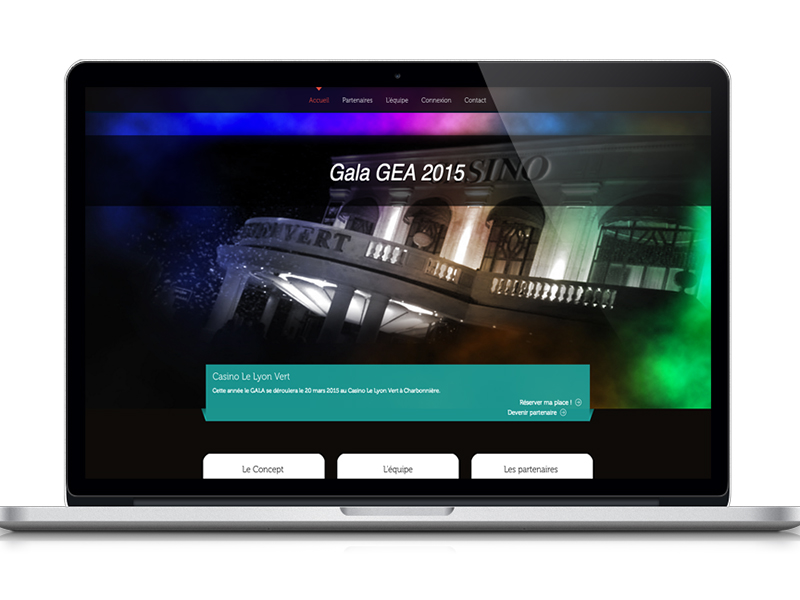 Accueil Partenaires L'équipe Connexion Contact
Gala GEA 2015
SINO
VERT
Casino Le Lyon Vert
Cette année le GALA se déroulera le 20 mars 2015 au Casino Le Lyon Vert à Charbonnière.
Réserver ma place !
Devenir partenaire
Le Concept L'équipe Les partenaires